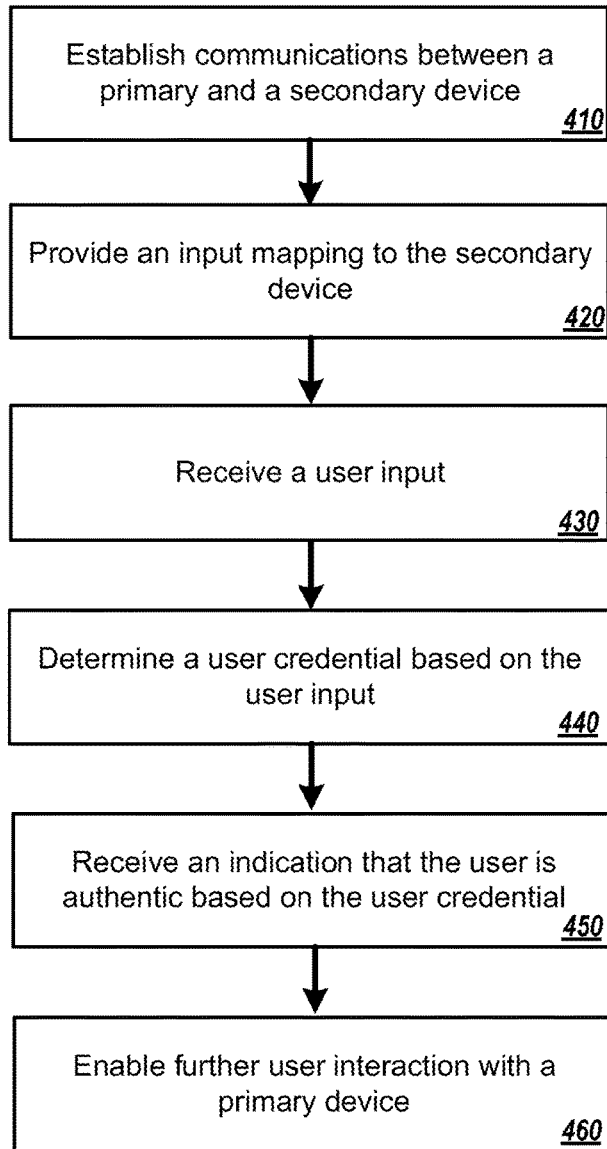 Establish communications between a
primary and a secondary device
410
Provide an input mapping to the secondary
device
420
Receive a user input
430
Determine a user credential based on the
user input
440
Receive an indication that the user is
authentic based on the user credential
450
Enable further user interaction with a
primary device
460